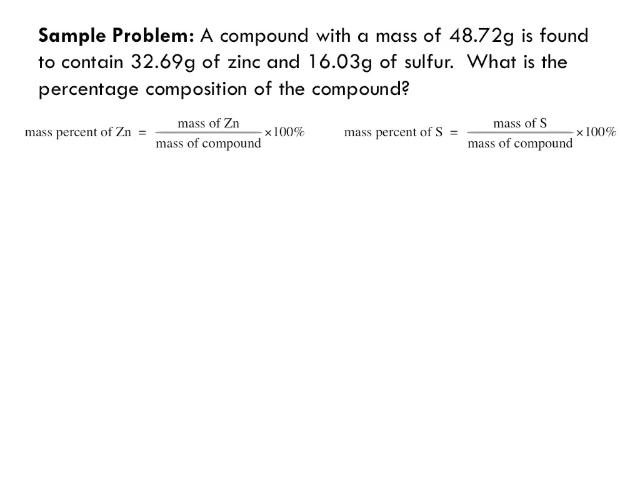 Sample Problem: A compound with a mass of 48.72g is found
to contain 32.69g of zinc and 16.03g of sulfur. What is the
percentage composition of the compound?
mass percent of Zn = mass of Zn / mass of compound ×100%
mass percent of S = mass of S / mass of compound ×100%